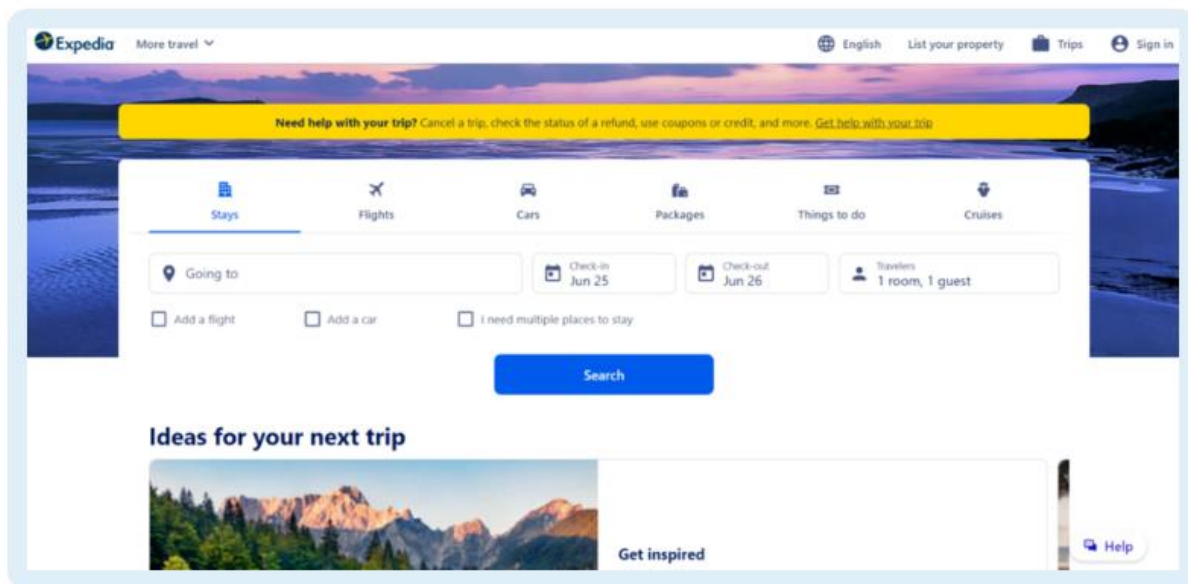 Expedia More travel English List your property Trips Sign in
Need help with your trip? Cancel a trip, check the status of a refund, use coupons or credit, and more. Get help with your trip
Stays Flights Cars Packages Things to do Cruises
Going to
Check-in
Jun 25
Check-out
Jun 26
Travelers
1 room, 1 guest
Add a flight Add a car I need multiple places to stay
Search
Ideas for your next trip
Get inspired
Help